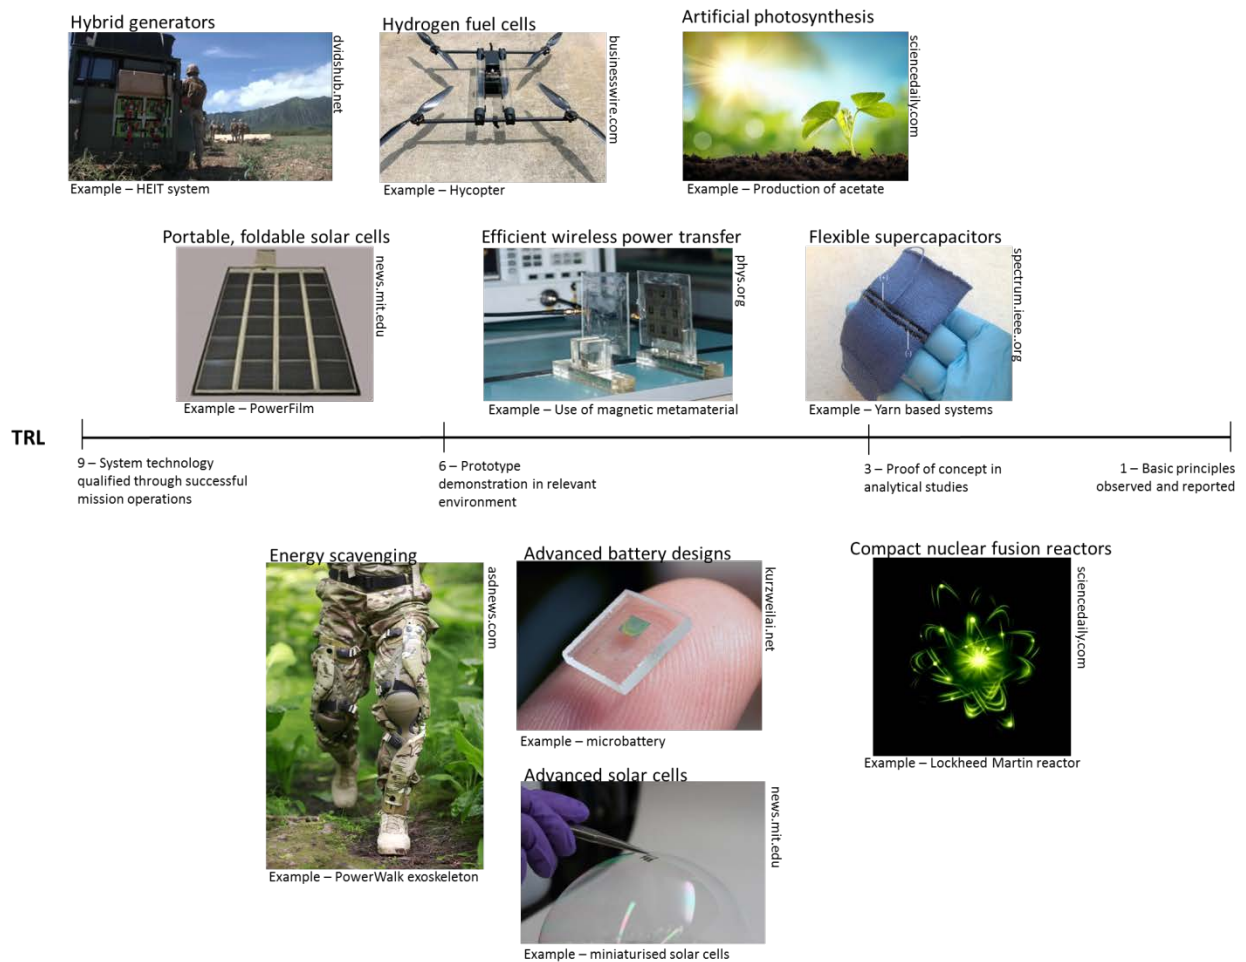 Hybrid generators
dvidshub.net
Example – HEIT system
Hydrogen fuel cells
businesswire.com
Example – Hycopter
Artificial photosynthesis
sciencedaily.com
Example – Production of acetate
Portable, foldable solar cells
news.mit.edu
Example – PowerFilm
Efficient wireless power transfer
phys.org
Example – Use of magnetic metamaterial
Flexible supercapacitors
spectrum.ieee..org
Example – Yarn based systems
TRL
9 – System technology
qualified through successful
mission operations
6 – Prototype
demonstration in relevant
environment
3 – Proof of concept in
analytical studies
1 – Basic principles
observed and reported
Energy scavenging
asdnews.com
Example – PowerWalk exoskeleton
Advanced battery designs
kurzweilai.net
Example – microbattery
Advanced solar cells
news.mit.edu
Example – miniaturised solar cells
Compact nuclear fusion reactors
sciencedaily.com
Example – Lockheed Martin reactor